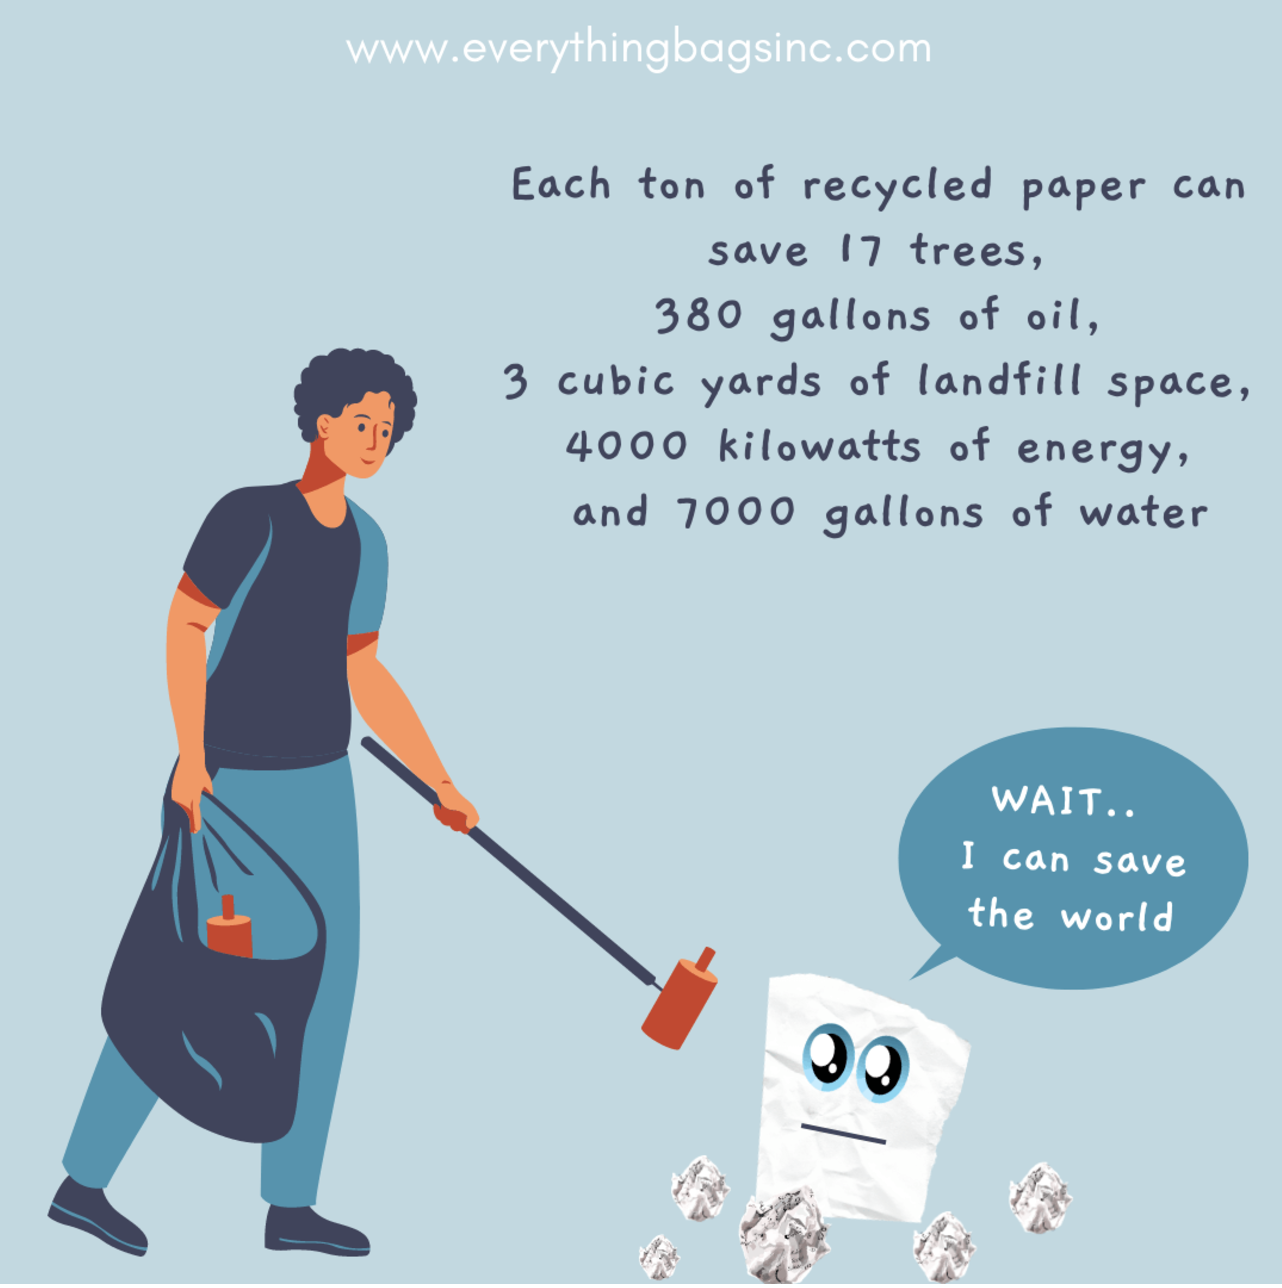 www.everythingbagsinc.com
Each ton of recycled paper can
save 17 trees,
380 gallons of oil,
3 cubic yards of landfill space,
4000 kilowatts of energy,
and 7000 gallons of water
WAIT..
I can save
the world